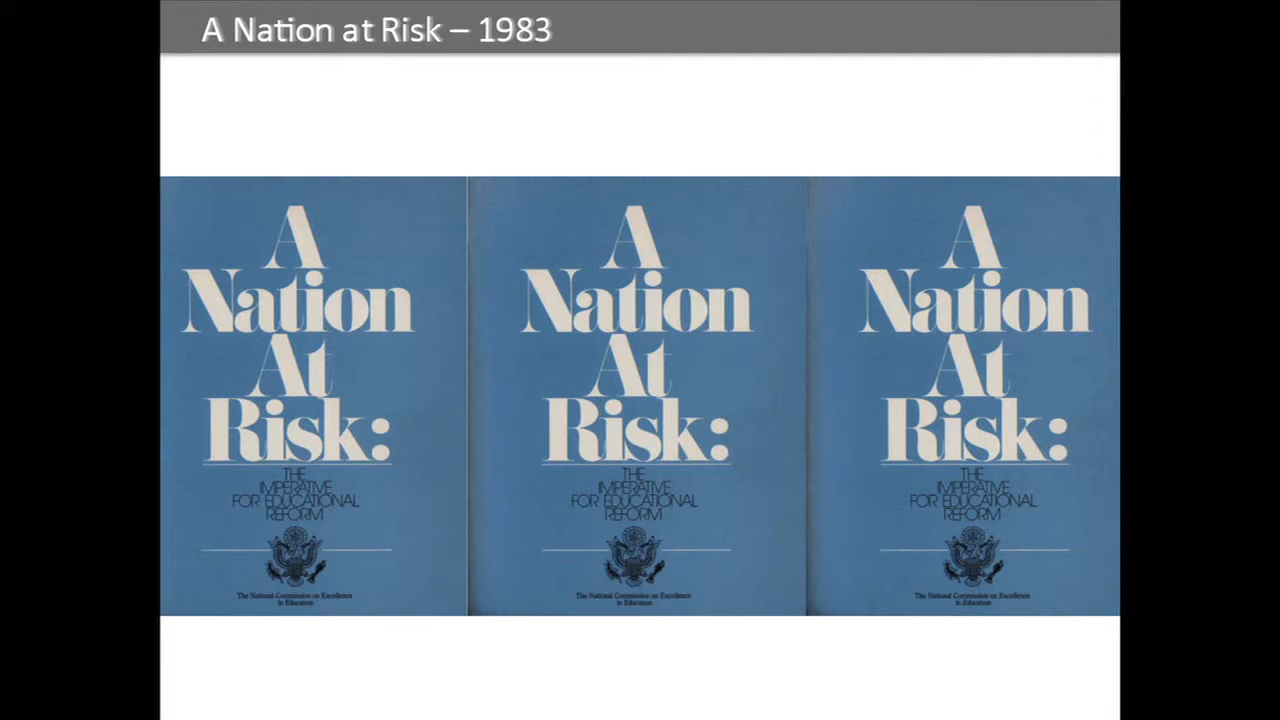 A Nation at Risk – 1983
A
Nation
At
Risk:
THE
IMPERATIVE
FOR EDUCATIONAL
REFORM
The National Commission on Excellence
in Education
A
Nation
At
Risk:
THE
IMPERATIVE
FOR EDUCATIONAL
REFORM
The National Commission on Excellence
in Education
A
Nation
At
Risk:
THE
IMPERATIVE
FOR EDUCATIONAL
REFORM
The National Commission on Excellence
in Education